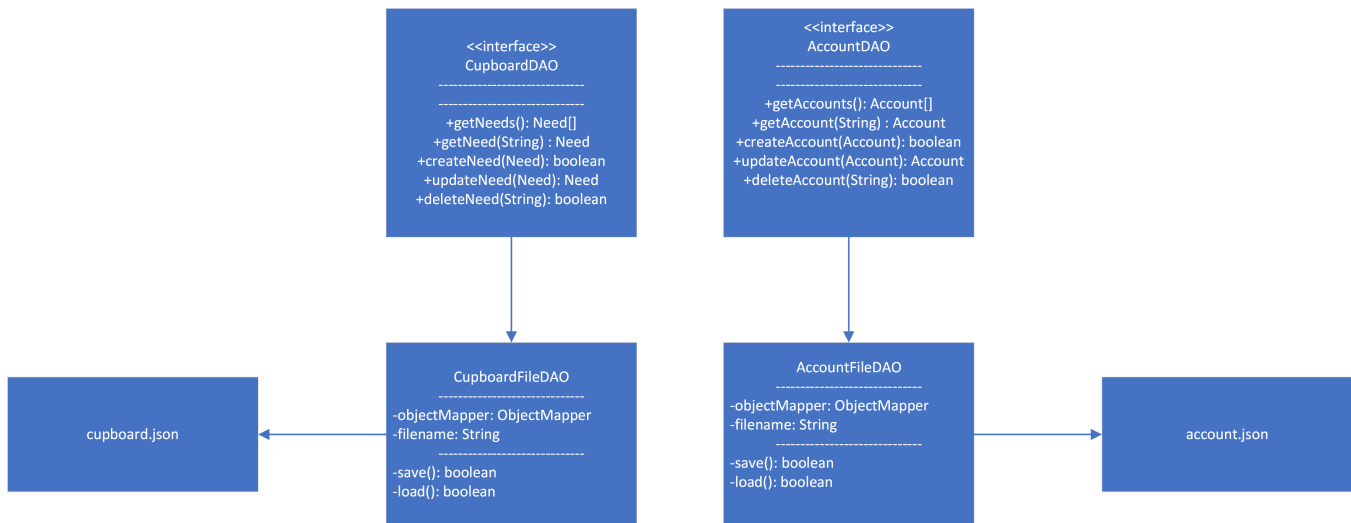 <<interface>>
CupboardDAO
------------------------------
------------------------------
+getNeeds(): Need[]
+getNeed(String) : Need
+createNeed(Need): boolean
+updateNeed(Need): Need
+deleteNeed(String): boolean
<<interface>>
AccountDAO
------------------------------
------------------------------
+getAccounts(): Account[]
+getAccount(String) : Account
+createAccount(Account): boolean
+updateAccount(Account): Account
+deleteAccount(String): boolean
cupboard.json
CupboardFileDAO
------------------------------
-objectMapper: ObjectMapper
-filename: String
------------------------------
-save(): boolean
-load(): boolean
AccountFileDAO
------------------------------
-objectMapper: ObjectMapper
-filename: String
------------------------------
-save(): boolean
-load(): boolean
account.json